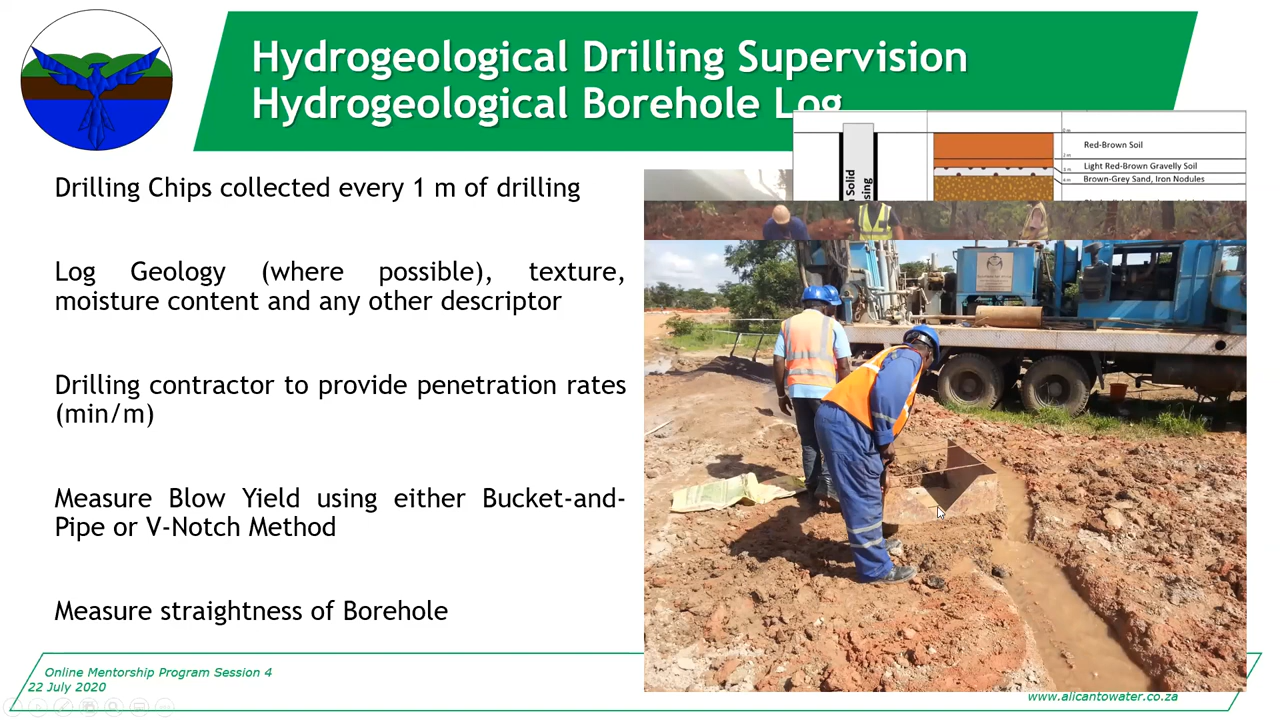 Hydrogeological Drilling Supervision
Hydrogeological Borehole Log
Drilling Chips collected every 1 m of drilling
Log Geology (where possible), texture,
moisture content and any other descriptor
Drilling contractor to provide penetration rates
(min/m)
Measure Blow Yield using either Bucket-and-
Pipe or V-Notch Method
Measure straightness of Borehole
Solid
0 m
Red-Brown Soil
Light Red-Brown Gravelly Soil
Brown-Grey Sand, Iron Nodules
Online Mentorship Program Session 4
22 July 2020
www.alicantowater.co.za